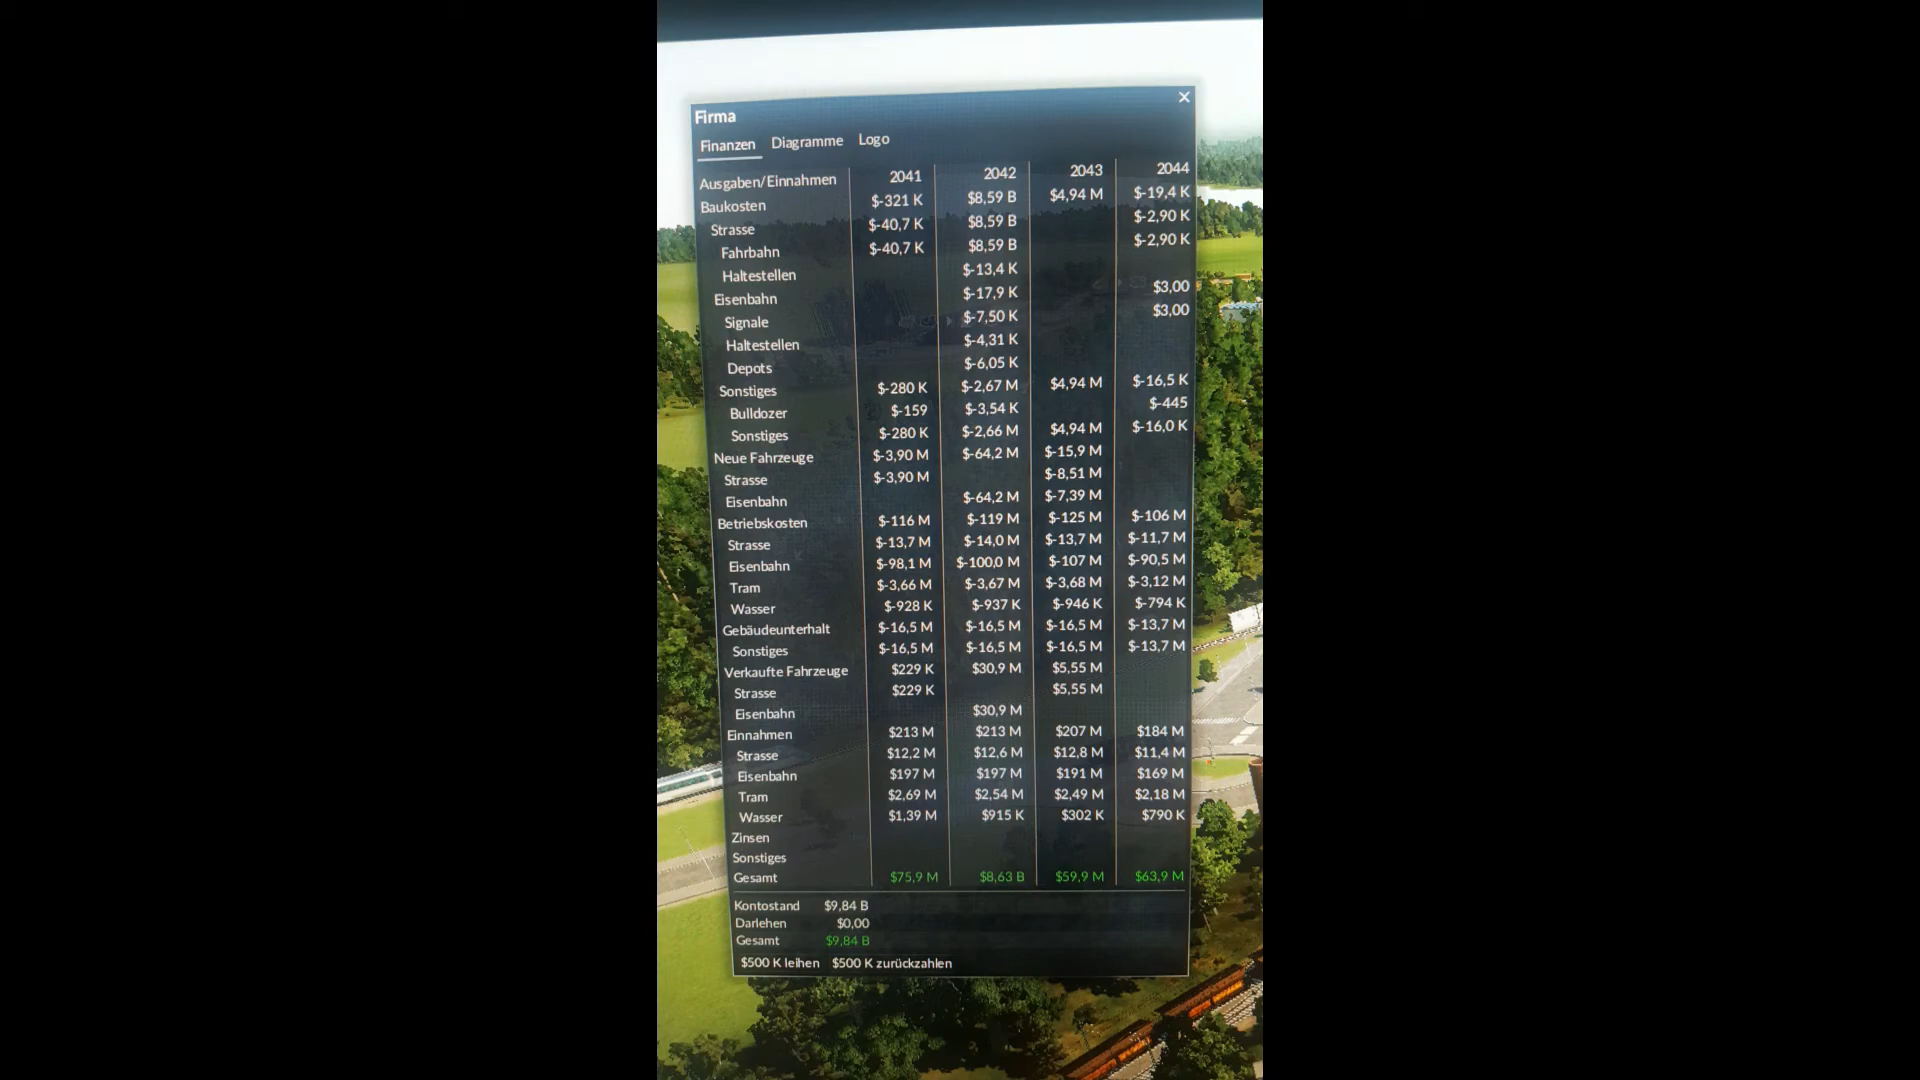 Firma ×
Finanzen Diagramme Logo
Ausgaben/Einnahmen 2041 2042 2043 2044
Baukosten $-321 K $8,59 B $4,94 M $-19,4 K
Strasse $-40,7 K $8,59 B $-2,90 K
Fahrbahn $-40,7 K $8,59 B $-2,90 K
Haltestellen $-13,4 K
Eisenbahn $-17,9 K $3,00
Signale $-7,50 K $3,00
Haltestellen $-4,31 K
Depots $-6,05 K
Sonstiges $-280 K $-2,67 M $4,94 M $-16,5 K
Bulldozer $-159 $-3,54 K $-445
Sonstiges $-280 K $-2,66 M $4,94 M $-16,0 K
Neue Fahrzeuge $-3,90 M $-64,2 M $-15,9 M
Strasse $-3,90 M $-8,51 M
Eisenbahn $-64,2 M $-7,39 M
Betriebskosten $-116 M $-119 M $-125 M $-106 M
Strasse $-13,7 M $-14,0 M $-13,7 M $-11,7 M
Eisenbahn $-98,1 M $-100,0 M $-107 M $-90,5 M
Tram $-3,66 M $-3,67 M $-3,68 M $-3,12 M
Wasser $-928 K $-937 K $-946 K $-794 K
Gebäudeunterhalt $-16,5 M $-16,5 M $-16,5 M $-13,7 M
Sonstiges $-16,5 M $-16,5 M $-16,5 M $-13,7 M
Verkaufte Fahrzeuge $229 K $30,9 M $5,55 M
Strasse $229 K $5,55 M
Eisenbahn $30,9 M
Einnahmen $213 M $213 M $207 M $184 M
Strasse $12,2 M $12,6 M $12,8 M $11,4 M
Eisenbahn $197 M $197 M $191 M $169 M
Tram $2,69 M $2,54 M $2,49 M $2,18 M
Wasser $1,39 M $915 K $302 K $790 K
Zinsen
Sonstiges
Gesamt $75,9 M $8,63 B $59,9 M $63,9 M
Kontostand $9,84 B
Darlehen $0,00
Gesamt $9,84 B
$500 K leihen $500 K zurückzahlen